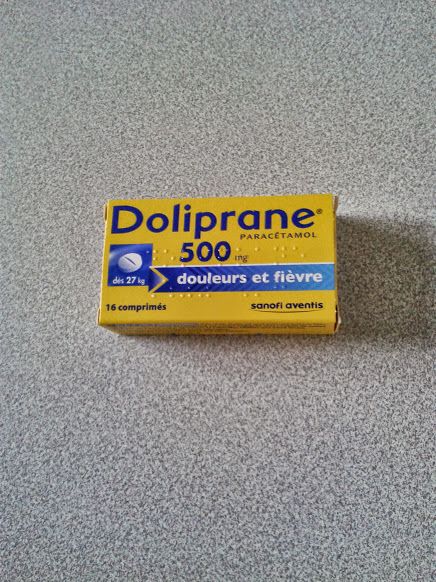 Doliprane®
PARACÉTAMOL
500 mg
dès 27 kg
douleurs et fièvre
16 comprimés
sanofi aventis